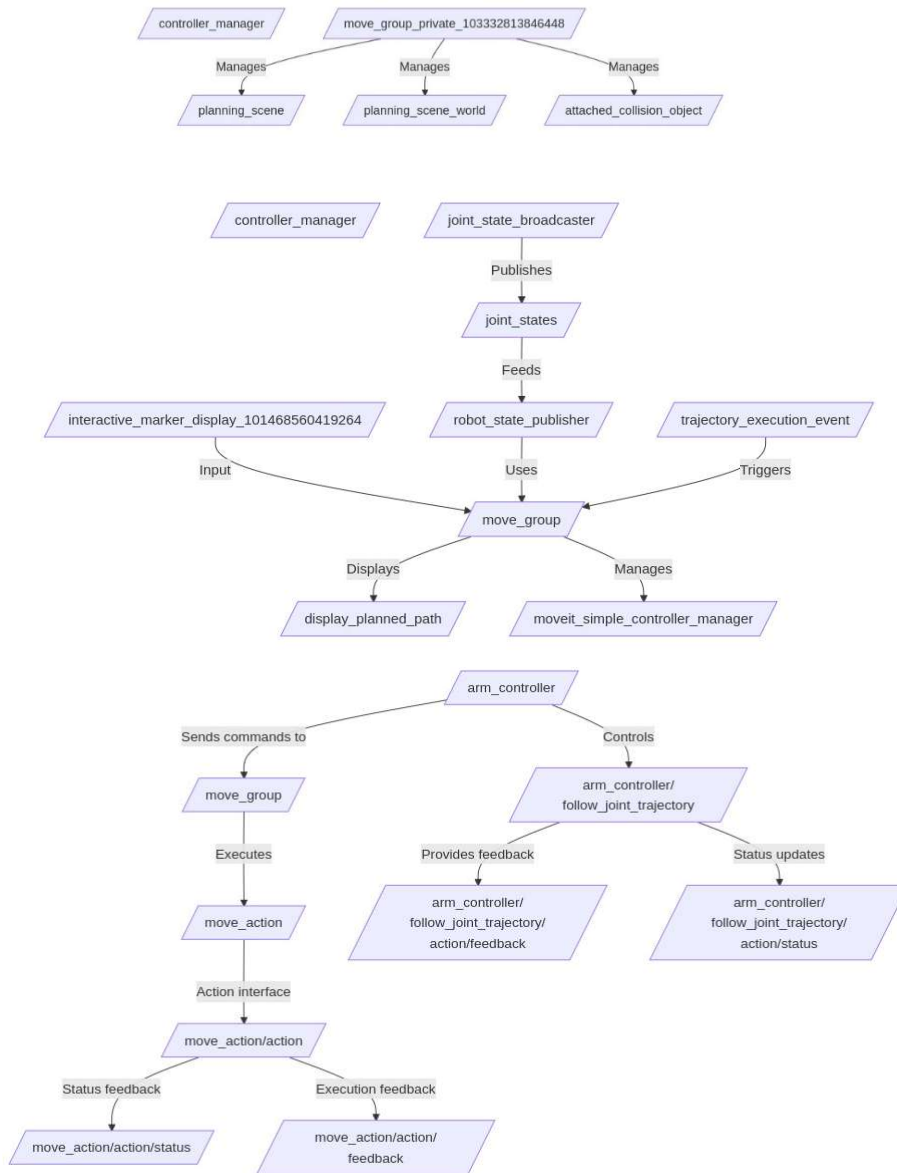 controller_manager
move_group_private_103332813846448
Manages
Manages
Manages
planning_scene
planning_scene_world
attached_collision_object
controller_manager
joint_state_broadcaster
Publishes
joint_states
Feeds
interactive_marker_display_101468560419264
robot_state_publisher
trajectory_execution_event
Input
Uses
Triggers
move_group
Displays
Manages
display_planned_path
moveit_simple_controller_manager
arm_controller
Sends commands to
Controls
move_group
arm_controller/
follow_joint_trajectory
Executes
Provides feedback
Status updates
move_action
arm_controller/
follow_joint_trajectory/
action/feedback
arm_controller/
follow_joint_trajectory/
action/status
Action interface
move_action/action
Status feedback
Execution feedback
move_action/action/status
move_action/action/
feedback